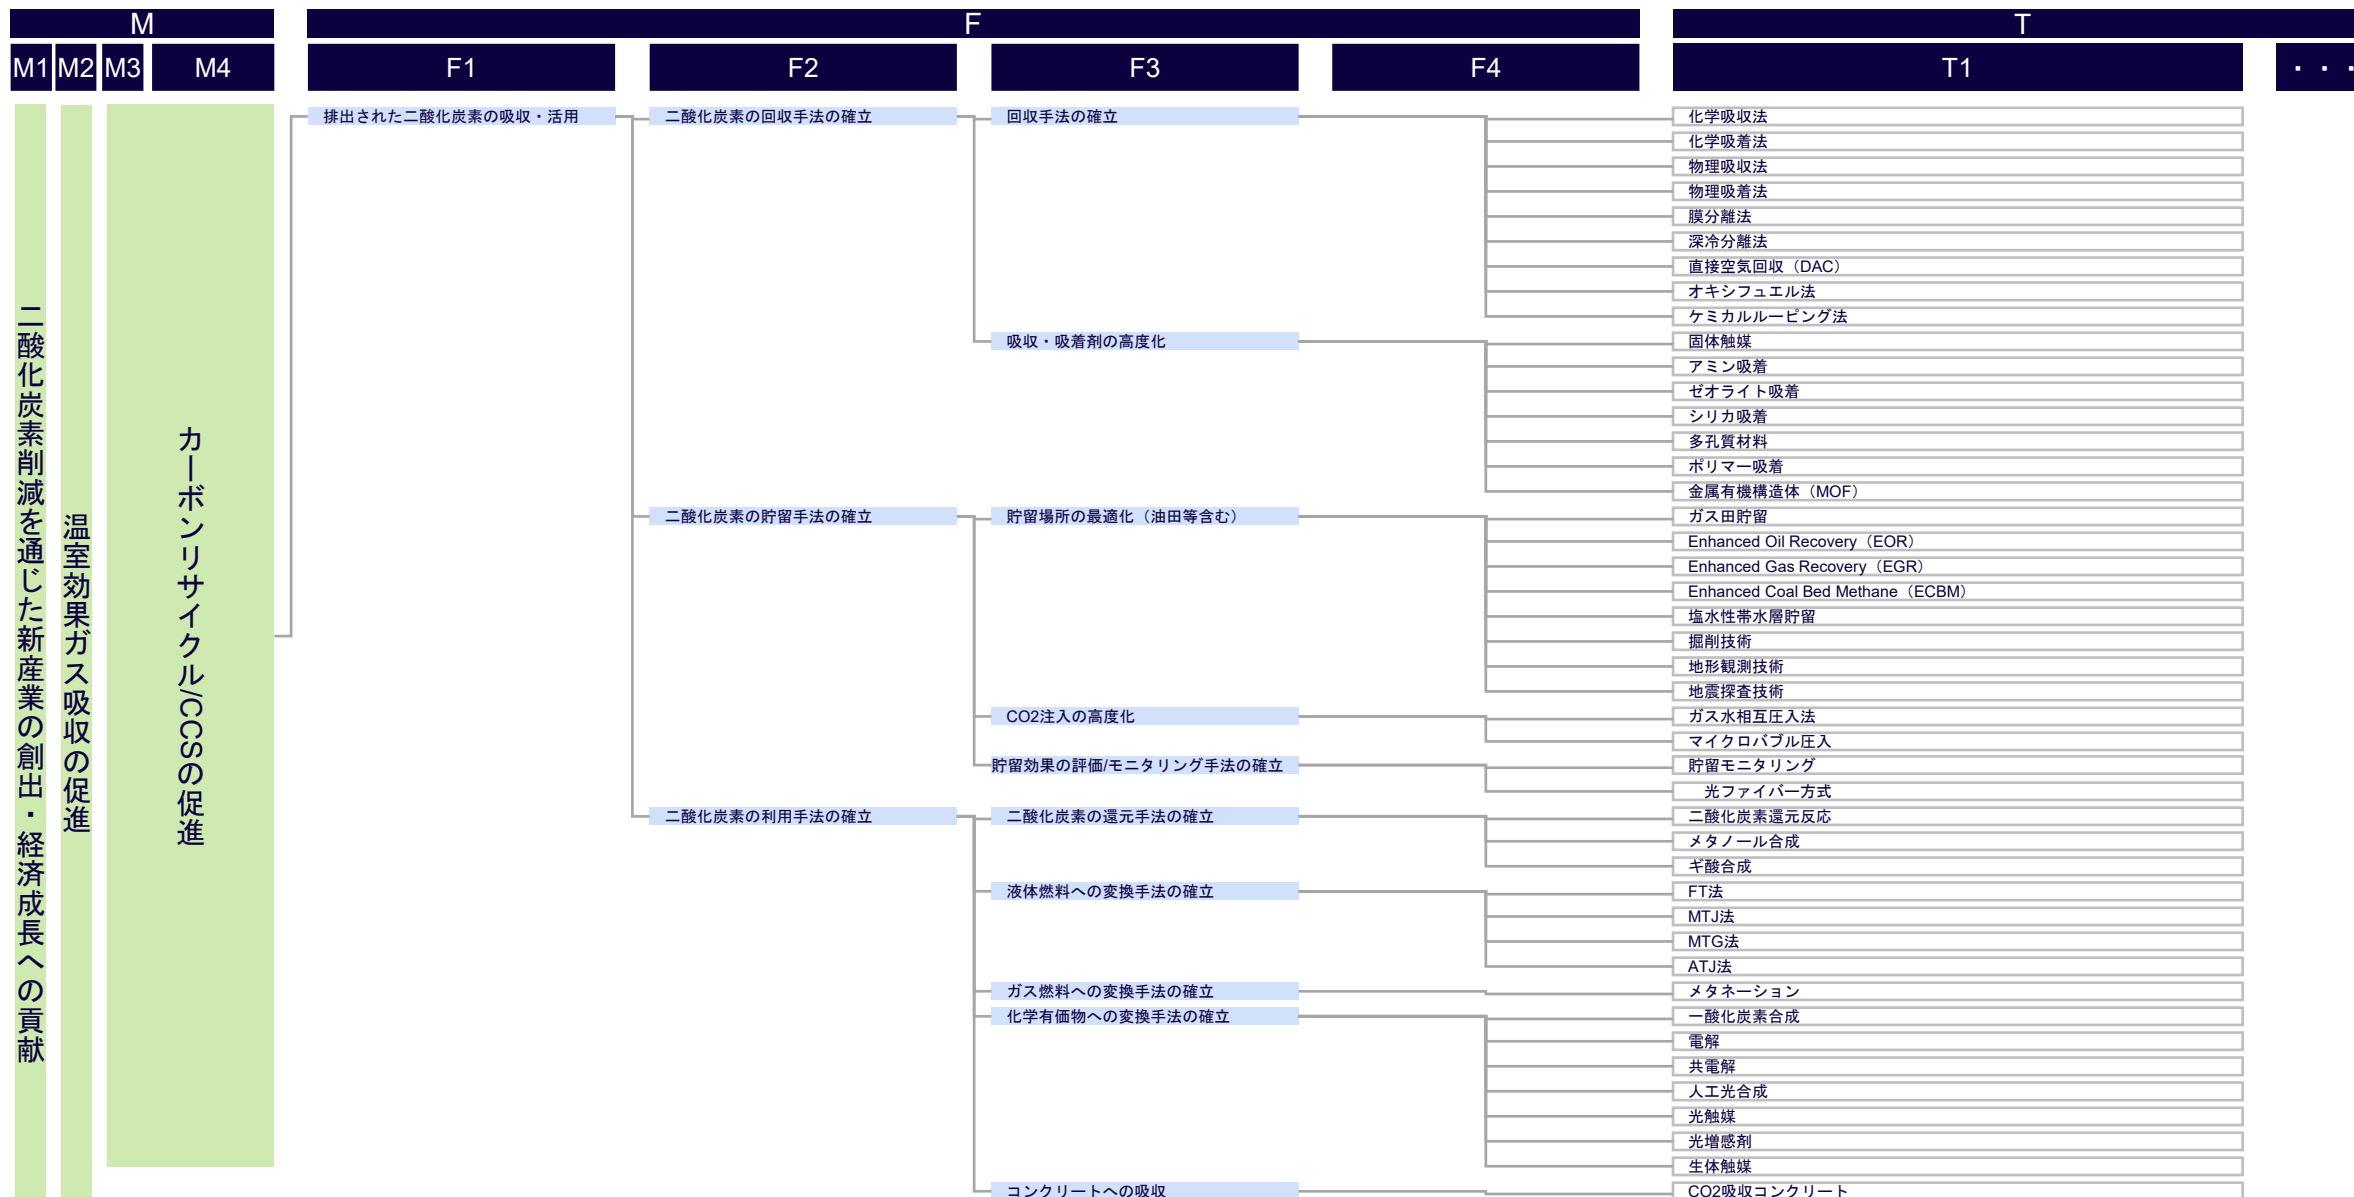 M
F
T
M1
M2
M3
M4
F1
F2
F3
F4
T1
・・・
二酸化炭素削減を通じた新産業の創出・経済成長への貢献
温室効果ガス吸収の促進
カーボンリサイクル/CCSの促進
排出された二酸化炭素の吸収・活用
二酸化炭素の回収手法の確立
回収手法の確立
化学吸収法
化学吸着法
物理吸収法
物理吸着法
膜分離法
深冷分離法
直接空気回収（DAC）
オキシフュエル法
ケミカルルーピング法
吸収・吸着剤の高度化
固体触媒
アミン吸着
ゼオライト吸着
シリカ吸着
多孔質材料
ポリマー吸着
金属有機構造体（MOF）
二酸化炭素の貯留手法の確立
貯留場所の最適化（油田等含む）
ガス田貯留
Enhanced Oil Recovery（EOR）
Enhanced Gas Recovery（EGR）
Enhanced Coal Bed Methane（ECBM）
塩水性帯水層貯留
掘削技術
地形観測技術
地震探査技術
CO2注入の高度化
ガス水相互圧入法
マイクロバブル圧入
貯留効果の評価/モニタリング手法の確立
貯留モニタリング
光ファイバー方式
二酸化炭素の利用手法の確立
二酸化炭素の還元手法の確立
二酸化炭素還元反応
メタノール合成
ギ酸合成
液体燃料への変換手法の確立
FT法
MTJ法
MTG法
ATJ法
ガス燃料への変換手法の確立
メタネーション
化学有価物への変換手法の確立
一酸化炭素合成
電解
共電解
人工光合成
光触媒
光増感剤
生体触媒
コンクリートへの吸収
CO2吸収コンクリート